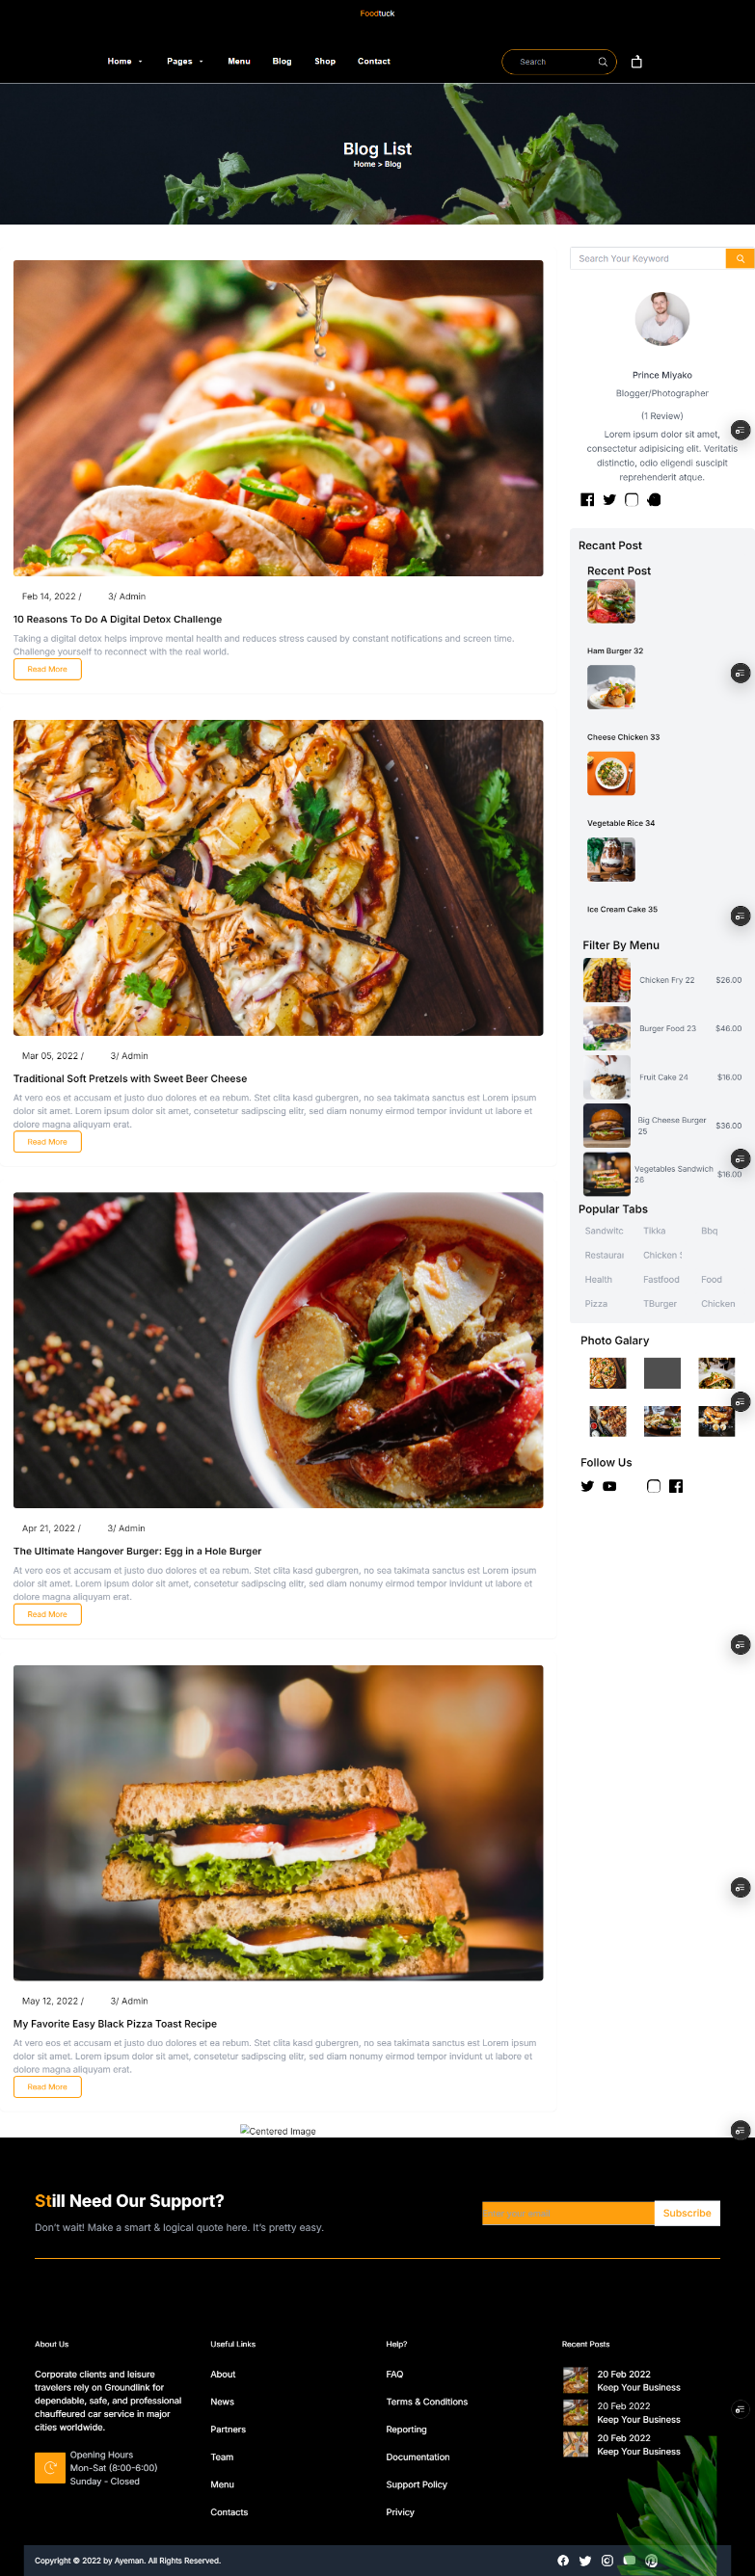 Foodtuck
Home
Pages
Menu
Blog
Shop
Contact
Search
Blog List
Home > Blog
Feb 14, 2022 /
3/ Admin
10 Reasons To Do A Digital Detox Challenge
Taking a digital detox helps improve mental health and reduces stress caused by constant notifications and screen time.
Challenge yourself to reconnect with the real world.
Read More
Mar 05, 2022 /
3/ Admin
Traditional Soft Pretzels with Sweet Beer Cheese
At vero eos et accusam et justo duo dolores et ea rebum. Stet clita kasd gubergren, no sea takimata sanctus est Lorem ipsum
dolor sit amet. Lorem ipsum dolor sit amet, consetetur sadipscing elitr, sed diam nonumy eirmod tempor invidunt ut labore et
dolore magna aliquyam erat.
Read More
Apr 21, 2022 /
3/ Admin
The Ultimate Hangover Burger: Egg in a Hole Burger
At vero eos et accusam et justo duo dolores et ea rebum. Stet clita kasd gubergren, no sea takimata sanctus est Lorem ipsum
dolor sit amet. Lorem ipsum dolor sit amet, consetetur sadipscing elitr, sed diam nonumy eirmod tempor invidunt ut labore et
dolore magna aliquyam erat.
Read More
May 12, 2022 /
3/ Admin
My Favorite Easy Black Pizza Toast Recipe
At vero eos et accusam et justo duo dolores et ea rebum. Stet clita kasd gubergren, no sea takimata sanctus est Lorem ipsum
dolor sit amet. Lorem ipsum dolor sit amet, consetetur sadipscing elitr, sed diam nonumy eirmod tempor invidunt ut labore et
dolore magna aliquyam erat.
Read More
Centered Image
Search Your Keyword
Prince Miyako
Blogger/Photographer
(1 Review)
Lorem ipsum dolor sit amet,
consectetur adipisicing elit. Veritatis
distinctio, odio eligendi suscipit
reprehenderit atque.
Recant Post
Recent Post
Ham Burger 32
Cheese Chicken 33
Vegetable Rice 34
Ice Cream Cake 35
Filter By Menu
Chicken Fry 22 $26.00
Burger Food 23 $46.00
Fruit Cake 24 $16.00
Big Cheese Burger
25
$36.00
Vegetables Sandwich
26
$16.00
Popular Tabs
Sandwitc Tikka Bbq
Restaurar Chicken S
Health Fastfood Food
Pizza TBurger Chicken
Photo Galary
Follow Us
Still Need Our Support?
Don't wait! Make a smart & logical quote here. It's pretty easy.
Subscribe
About Us
Corporate clients and leisure
travelers rely on Groundlink for
dependable, safe, and professional
chauffeured car service in major
cities worldwide.
Opening Hours
Mon-Sat (8:00-6:00)
Sunday - Closed
Useful Links
About
News
Partners
Team
Menu
Contacts
Help?
FAQ
Terms & Conditions
Reporting
Documentation
Support Policy
Privicy
Recent Posts
20 Feb 2022
Keep Your Business
20 Feb 2022
Keep Your Business
20 Feb 2022
Keep Your Business
Copyright © 2022 by Ayeman. All Rights Reserved.